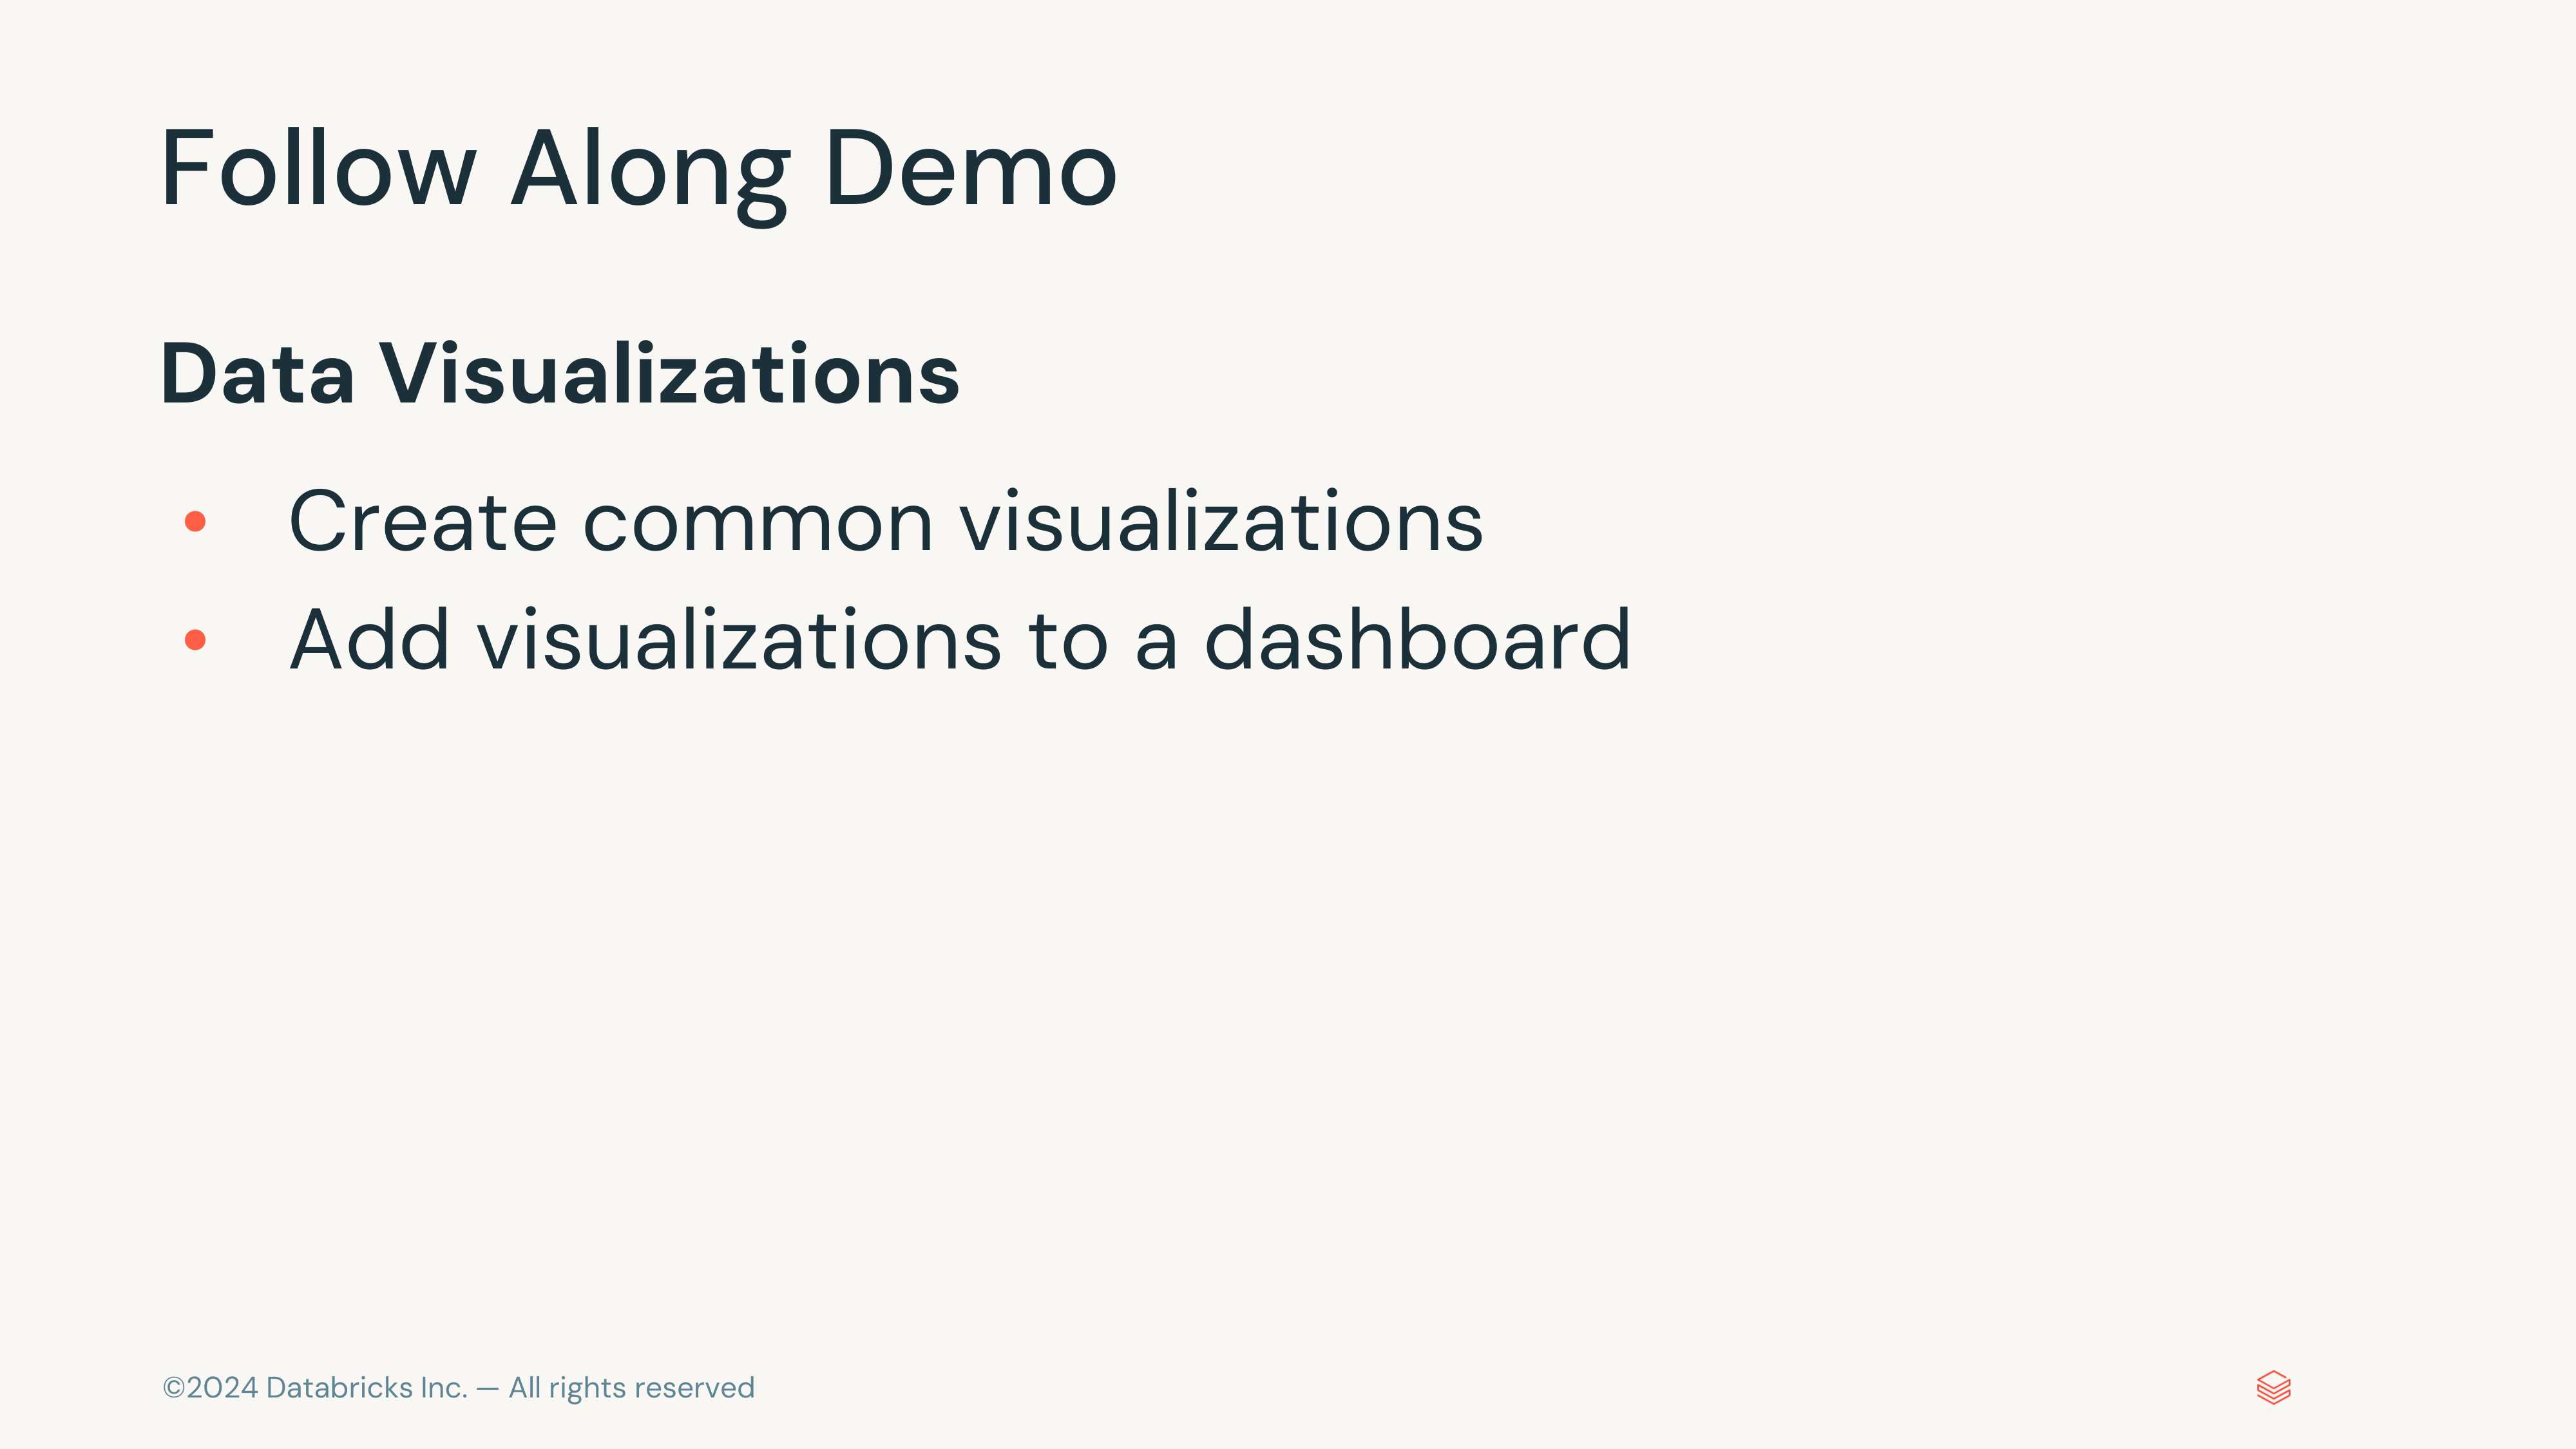 Follow Along Demo
Data Visualizations
• Create common visualizations
• Add visualizations to a dashboard
©2024 Databricks Inc. — All rights reserved